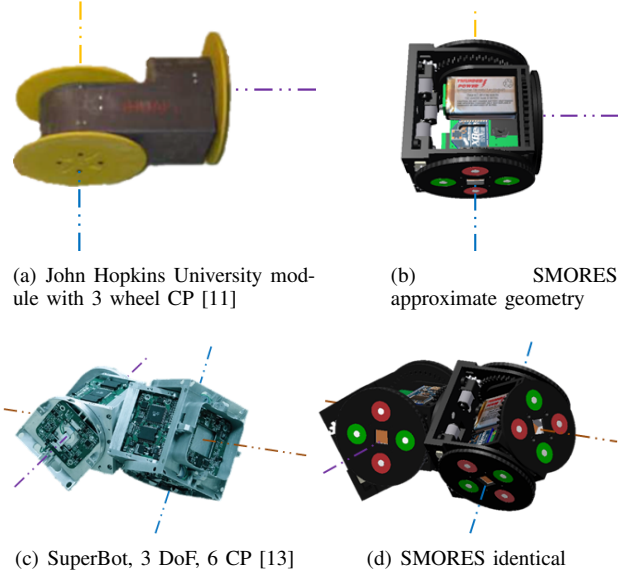 (a) John Hopkins University mod-
ule with 3 wheel CP [11]
(b) SMORES
approximate geometry
(c) SuperBot, 3 DoF, 6 CP [13]
(d) SMORES identical